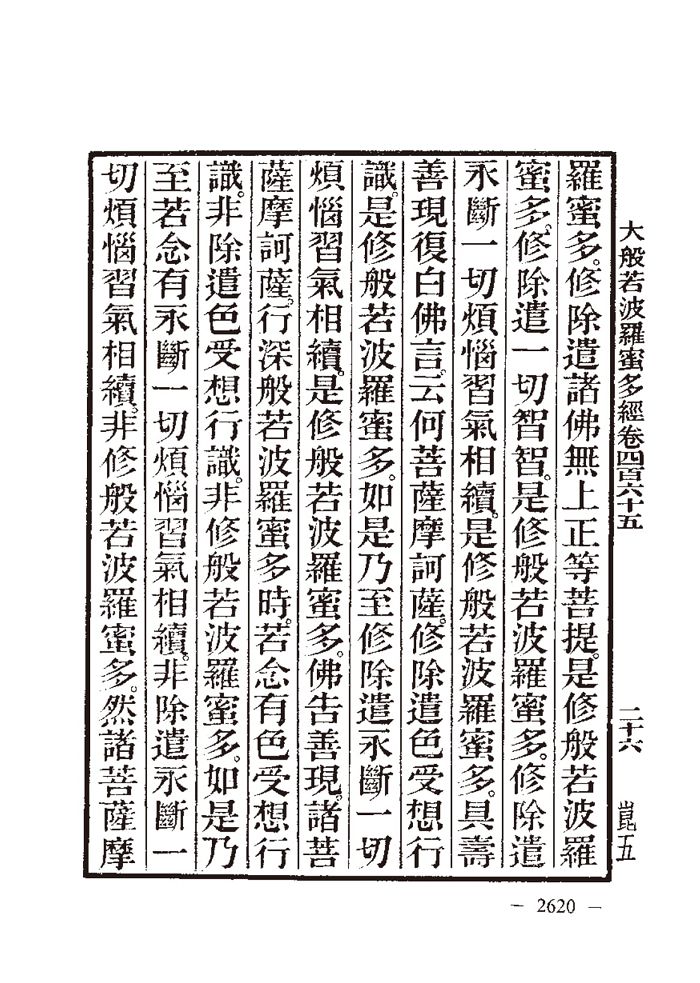 大般若波羅蜜多經卷四百六十五 二十六 崑五
羅蜜多。修除遣諸佛無上正等菩提。是修般若波羅
蜜多。修除遣一切智智。是修般若波羅蜜多。修除遣
永斷一切煩惱習氣相續。是修般若波羅蜜多。具壽
善現復白佛言。云何菩薩摩訶薩。修除遣色受想行
識。是修般若波羅蜜多。如是乃至修除遣永斷一切
煩惱習氣相續。是修般若波羅蜜多。佛告善現。諸菩
薩摩訶薩。行深般若波羅蜜多時。若念有色受想行
識。非除遣色受想行識。非修般若波羅蜜多。如是乃
至若念有永斷一切煩惱習氣相續。非除遣永斷一
切煩惱習氣相續。非修般若波羅蜜多。然諸菩薩摩
— 2620 —